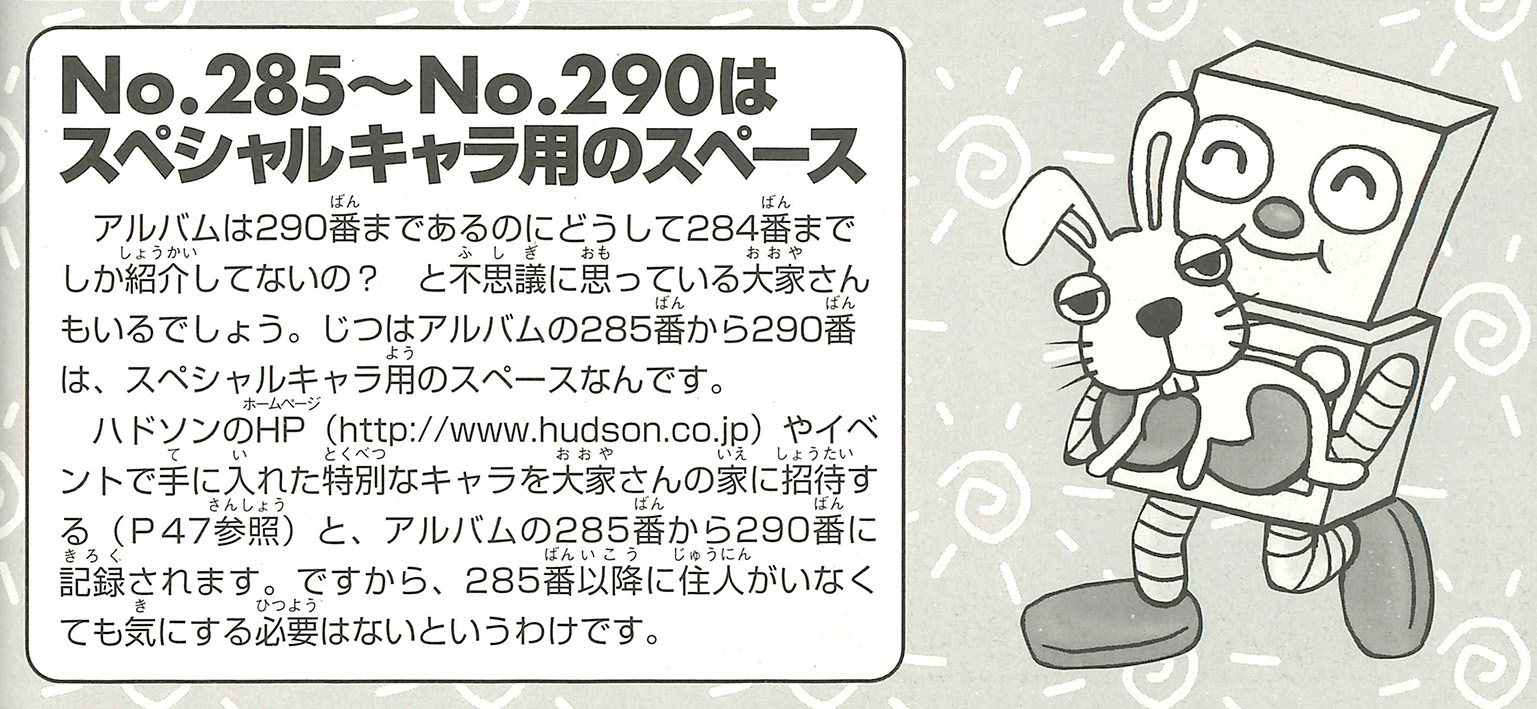 No.285～No.290は
スペシャルキャラ用のスペース
アルバムは290番まであるのにどうして284番まで
しか紹介してないの？　と不思議に思っている大家さん
もいるでしょう。じつはアルバムの285番から290番
は、スペシャルキャラ用のスペースなんです。
ハドソンのHP（http://www.hudson.co.jp）やイベ
ントで手に入れた特別なキャラを大家さんの家に招待す
る（P47参照）と、アルバムの285番から290番に
記録されます。ですから、285番以降に住人がいなく
ても気にする必要はないというわけです。